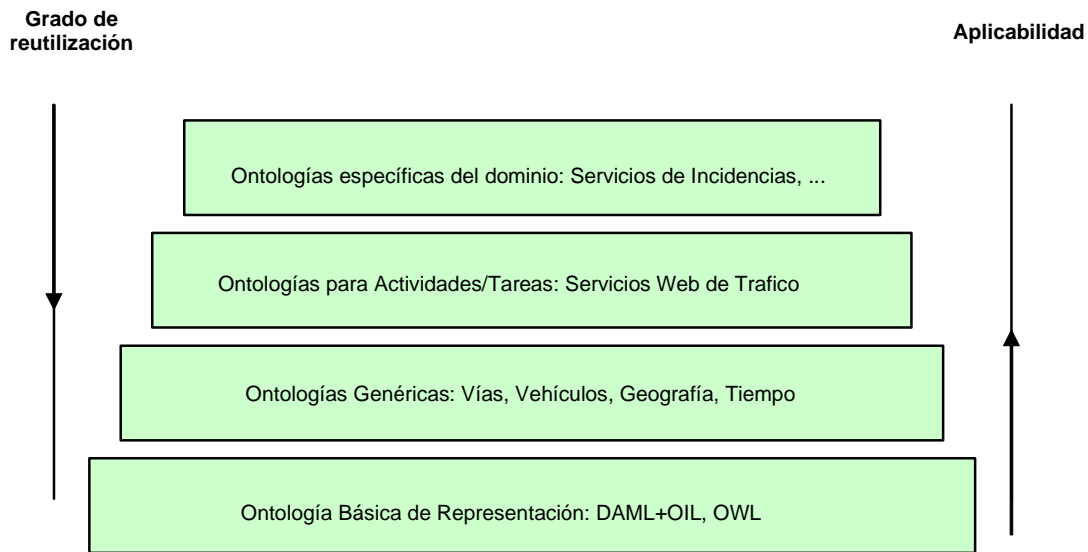 Grado de
reutilización
Aplicabilidad
Ontologías específicas del dominio: Servicios de Incidencias, ...
Ontologías para Actividades/Tareas: Servicios Web de Trafico
Ontologías Genéricas: Vías, Vehículos, Geografía, Tiempo
Ontología Básica de Representación: DAML+OIL, OWL